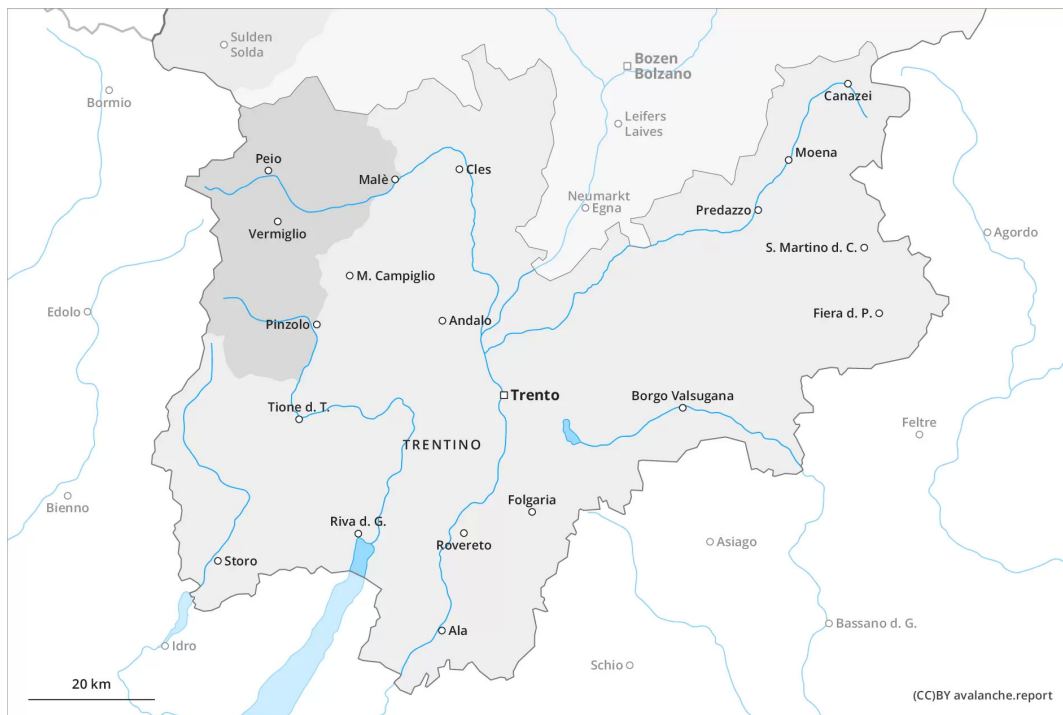 Sulden
Solda
Bozen
Bolzano
Bormio
Canazei
Leifers
Laives
Moena
Peio
Malè
Cles
Neumarkt
Egna
Predazzo
Vermiglio
Agordo
S. Martino d. C.
M. Campiglio
Edolo
Pinzolo
Andalo
Fiera d. P.
Trento
Borgo Valsugana
Tione d. T.
Feltre
TRENTINO
Bienno
Folgaria
Riva d. G.
Rovereto
Asiago
Storo
Ala
Bassano d. G.
Idro
Schio
20 km
(CC)BY avalanche.report